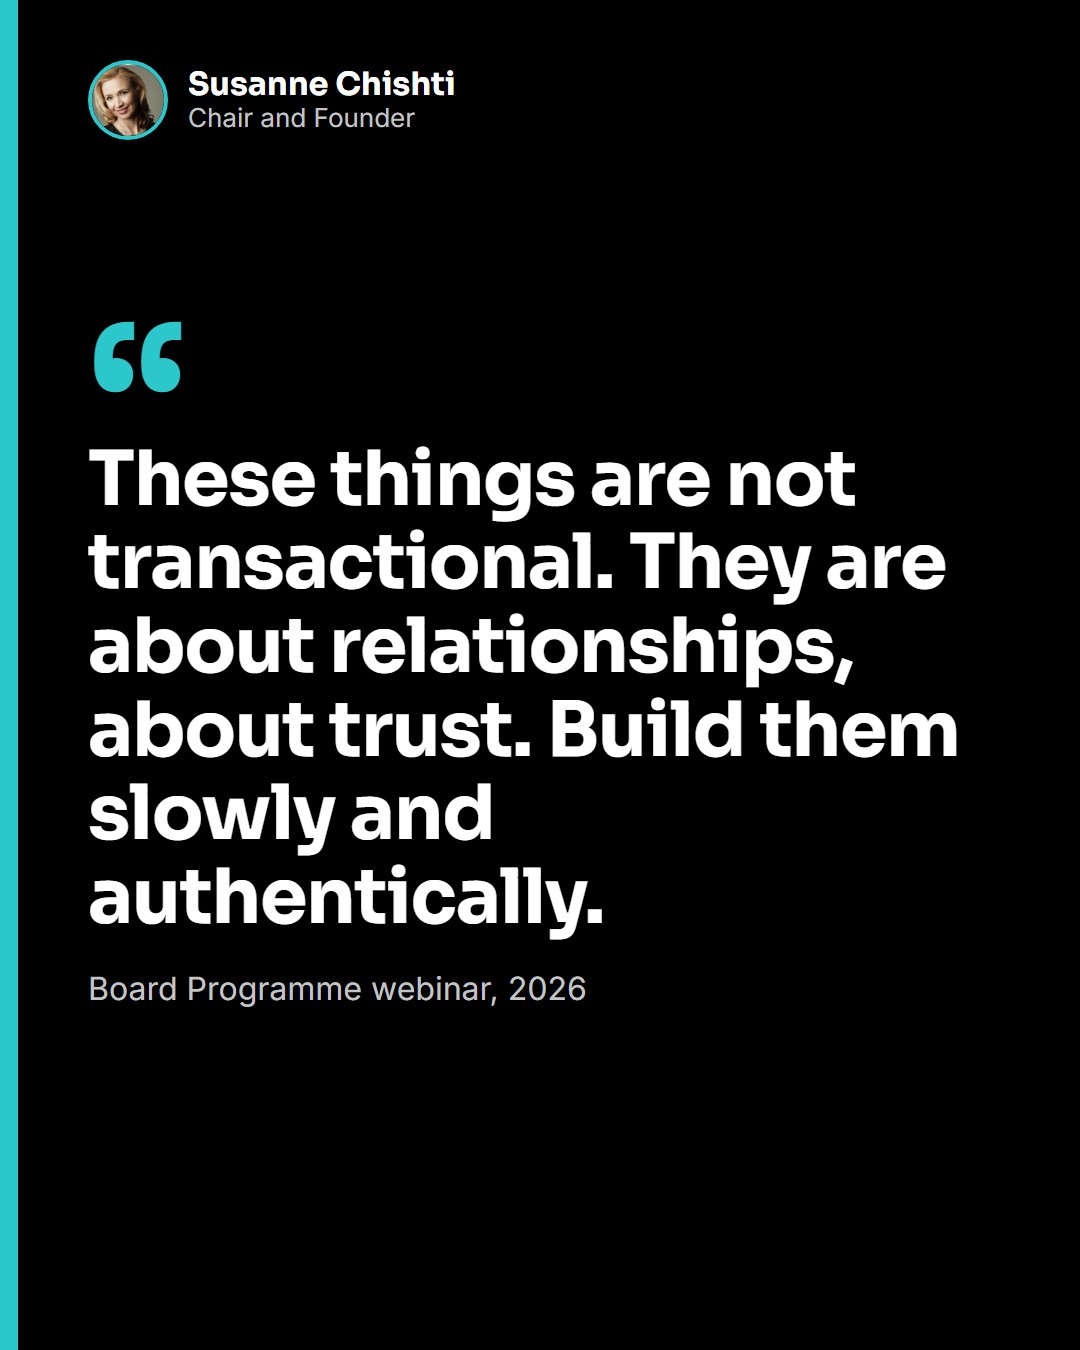 Susanne Chishti
Chair and Founder
“
These things are not
transactional. They are
about relationships,
about trust. Build them
slowly and
authentically.
Board Programme webinar, 2026